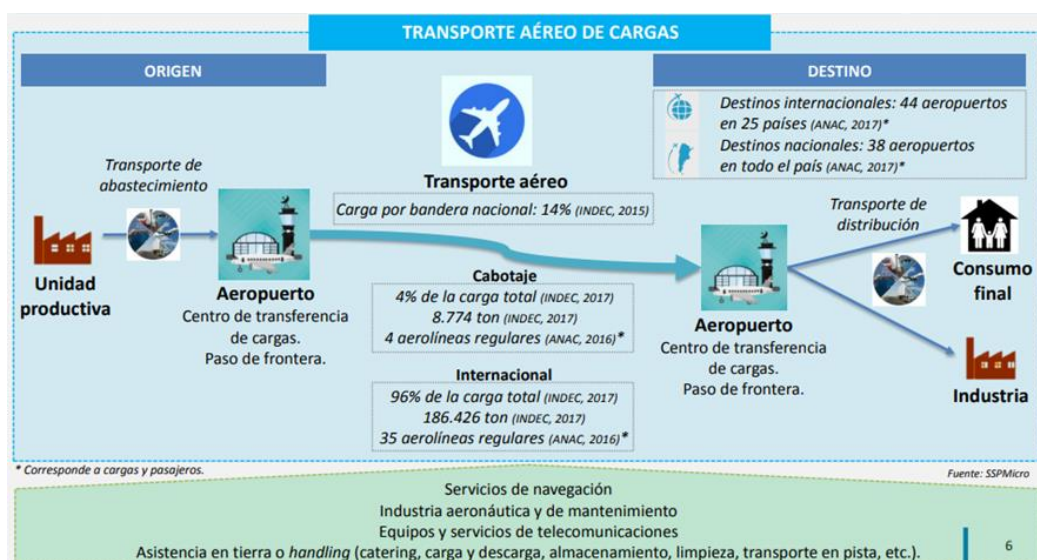 TRANSPORTE AÉREO DE CARGAS
ORIGEN
DESTINO
Destinos internacionales: 44 aeropuertos
en 25 países (ANAC, 2017)*
Destinos nacionales: 38 aeropuertos
en todo el país (ANAC, 2017)*
Transporte de
abastecimiento
Transporte aéreo
Carga por bandera nacional: 14% (INDEC, 2015)
Transporte de
distribución
Unidad
productiva
Aeropuerto
Centro de transferencia
de cargas.
Paso de frontera.
Cabotaje
4% de la carga total (INDEC, 2017)
8.774 ton (INDEC, 2017)
4 aerolíneas regulares (ANAC, 2016)*
Internacional
96% de la carga total (INDEC, 2017)
186.426 ton (INDEC, 2017)
35 aerolíneas regulares (ANAC, 2016)*
Aeropuerto
Centro de transferencia
de cargas.
Paso de frontera.
Consumo
final
Industria
* Corresponde a cargas y pasajeros.
Fuente: SSPMicro
Servicios de navegación
Industria aeronáutica y de mantenimiento
Equipos y servicios de telecomunicaciones
Asistencia en tierra o handling (catering, carga y descarga, almacenamiento, limpieza, transporte en pista, etc.).
6